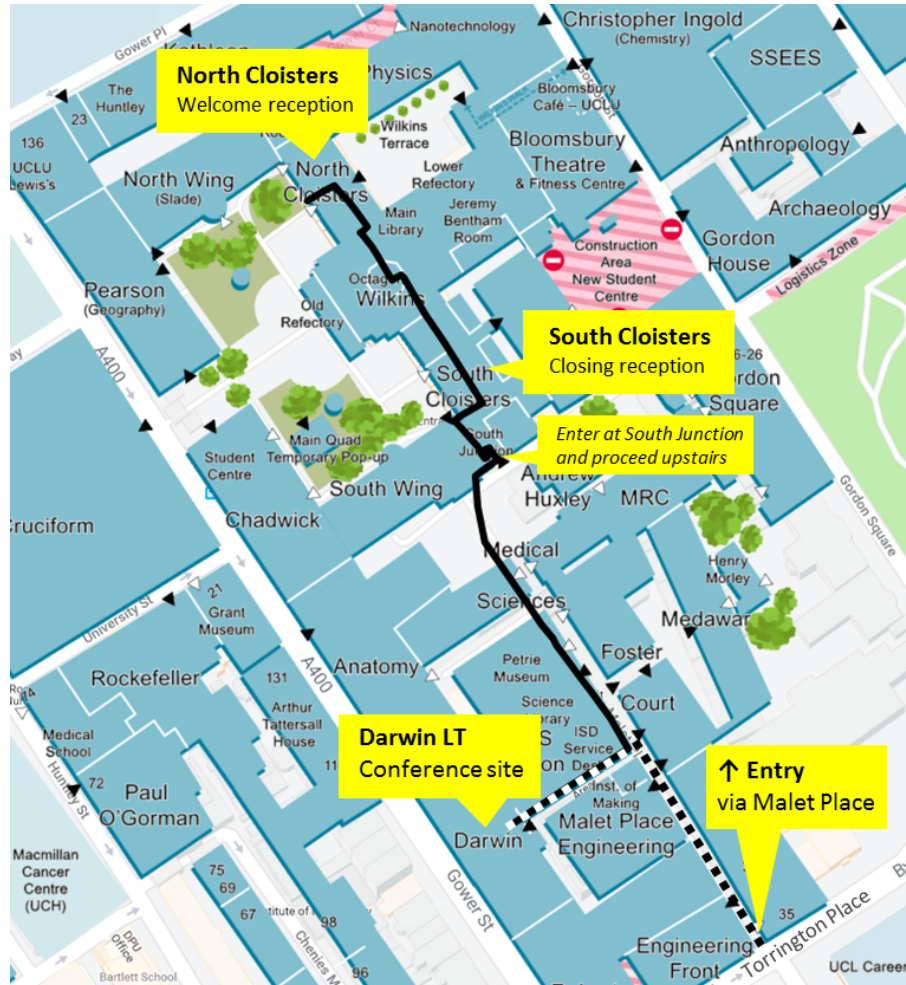 Gower Pl
Nanotechnology
Christopher Ingold
(Chemistry)
SSEES
North Cloisters
Welcome reception
Physics
The
Huntley
23
136
UCLU
Lewis's
Bloomsbury
Café – UCLU
Wilkins
Terrace
Bloomsbury
Theatre
& Fitness Centre
Anthropology
North Wing
(Slade)
North
Cloisters
Lower
Refectory
Main
Library
Jeremy
Bentham
Room
Archaeology
Gordon
House
Logistics Zone
Construction
Area
New Student
Centre
Pearson
(Geography)
Old
Refectory
Wilkins
A400
South Cloisters
Closing reception
South
Cloisters
Square
Enter at South Junction
and proceed upstairs
Main Quad
Temporary Pop-up
South
Student
Centre
South Wing
Andrew
Huxley
MRC
Chadwick
Gordon Square
Medical
Sciences
Henry
Morley
Medawar
University St
21
Grant
Museum
Rockefeller
A400
Anatomy
Petrie
Museum
Foster
Court
131
Arthur
Tattersall
House
Science
ISD
Service
Medical
School
Huntley St
72
Paul
O'Gorman
Darwin LT
Conference site
↑ Entry
via Malet Place
Inst. of
Making
Malet Place
Engineering
Darwin
Macmillan
Cancer
Centre
(UCH)
75
69
67
98
96
Gower St
35
Torrington Place
Engineering
Front
DPU
Office
Bartlett School
UCL Career